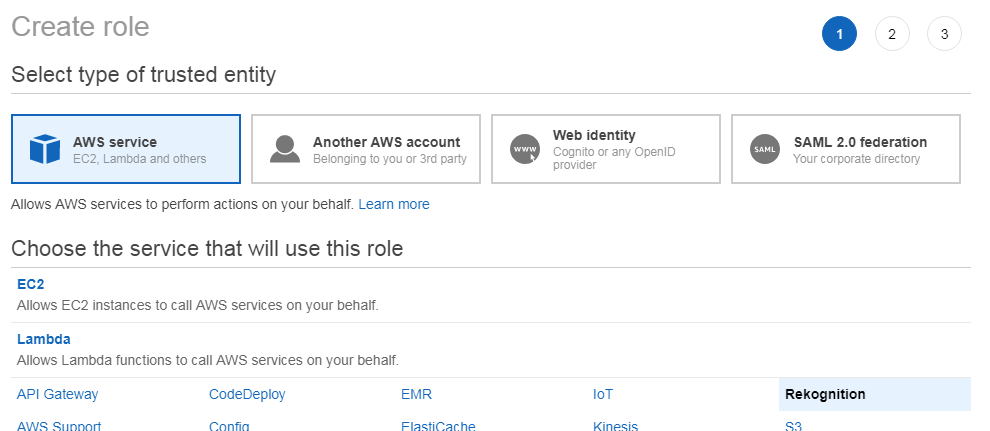 Create role
1 2 3
Select type of trusted entity
AWS service
EC2, Lambda and others
Another AWS account
Belonging to you or 3rd party
WWW
Web identity
Cognito or any OpenID
provider
SAML
SAML 2.0 federation
Your corporate directory
Allows AWS services to perform actions on your behalf. Learn more
Choose the service that will use this role
EC2
Allows EC2 instances to call AWS services on your behalf.
Lambda
Allows Lambda functions to call AWS services on your behalf.
API Gateway CodeDeploy EMR IoT Rekognition
AWS Support Config ElastiCache Kinesis S3